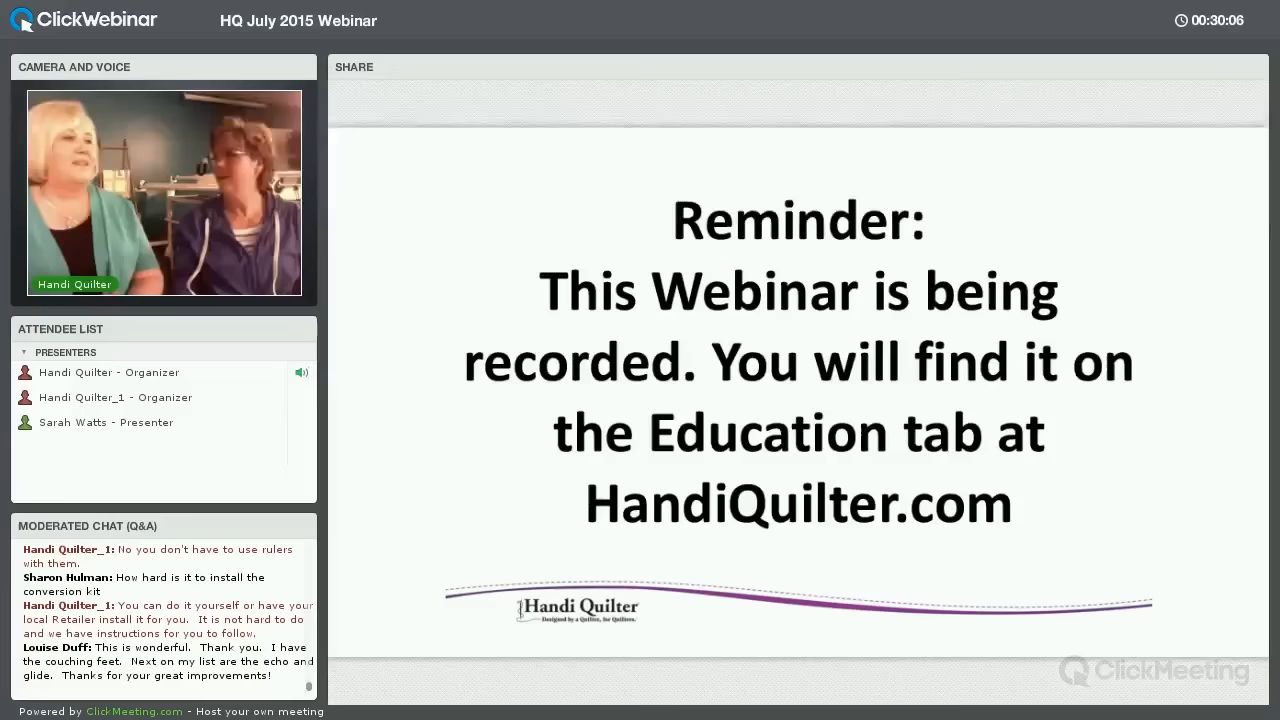 ClickWebinar
HQ July 2015 Webinar
00:30:06
CAMERA AND VOICE
SHARE
Handi Quilter
ATTENDEE LIST
PRESENTERS
Handi Quilter - Organizer
Handi Quilter_1 - Organizer
Sarah Watts - Presenter
MODERATED CHAT (Q&A)
Handi Quilter_1: No you don't have to use rulers
with them.
Sharon Hulman: How hard is it to install the
conversion kit
Handi Quilter_1: You can do it yourself or have your
local Retailer install it for you. It id not hard to do
and we have instructions for you to follow.
Louise Duff: This is wonderful. Thank you. I have
the couching feet. Next on my list are the echo and
glide. Thanks for your great improvements!
Reminder:
This Webinar is being
recorded. You will find it on
the Education tab at
HandiQuilter.com
Handi Quilter
Designed by a Quilter, for Quilters.
ClickMeeting
Powered by ClickMeeting.com - Host your own meeting